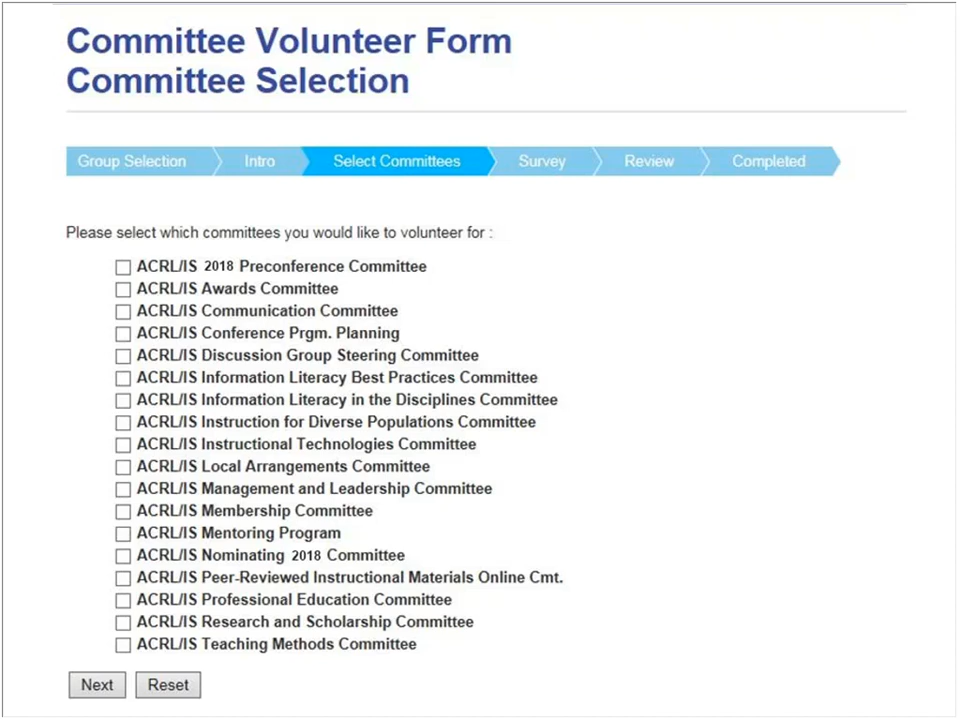 Committee Volunteer Form
Committee Selection
Group Selection Intro Select Committees Survey Review Completed
Please select which committees you would like to volunteer for :
ACRL/IS 2018 Preconference Committee
ACRL/IS Awards Committee
ACRL/IS Communication Committee
ACRL/IS Conference Prgm. Planning
ACRL/IS Discussion Group Steering Committee
ACRL/IS Information Literacy Best Practices Committee
ACRL/IS Information Literacy in the Disciplines Committee
ACRL/IS Instruction for Diverse Populations Committee
ACRL/IS Instructional Technologies Committee
ACRL/IS Local Arrangements Committee
ACRL/IS Management and Leadership Committee
ACRL/IS Membership Committee
ACRL/IS Mentoring Program
ACRL/IS Nominating 2018 Committee
ACRL/IS Peer-Reviewed Instructional Materials Online Cmt.
ACRL/IS Professional Education Committee
ACRL/IS Research and Scholarship Committee
ACRL/IS Teaching Methods Committee
Next Reset